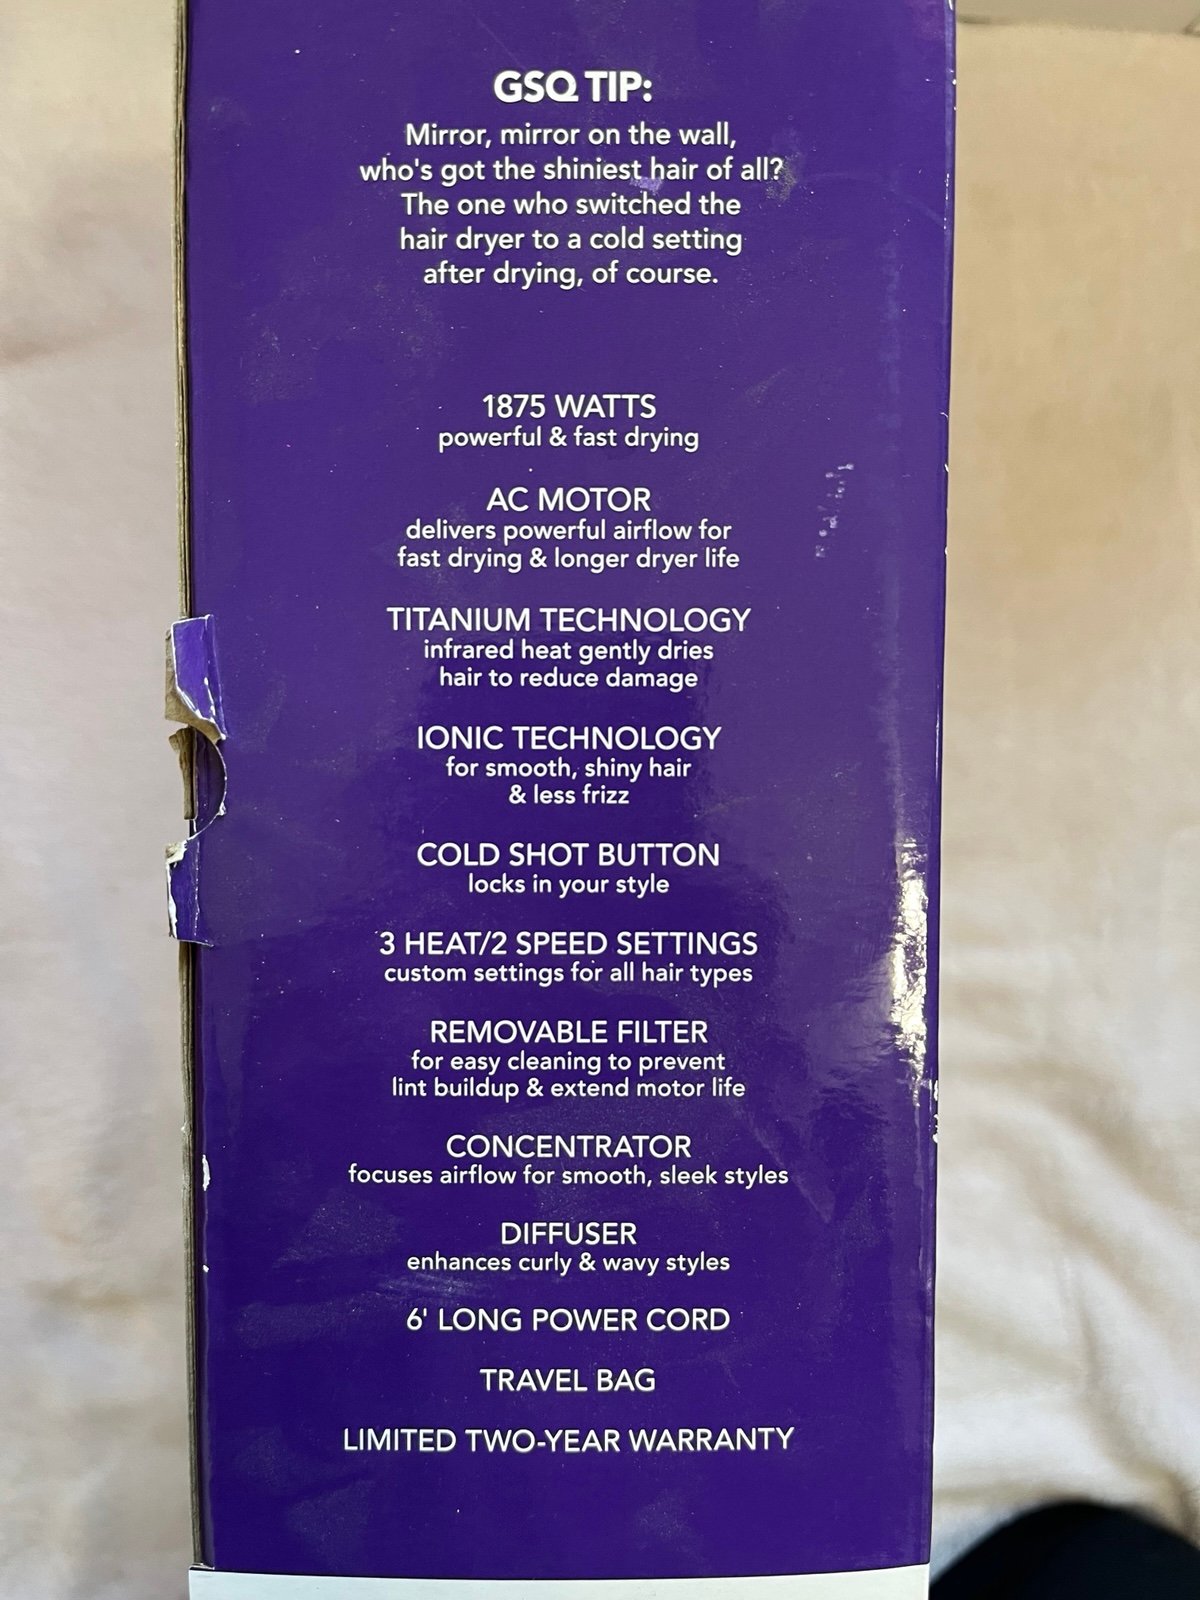 GSQ TIP:
Mirror, mirror on the wall,
who's got the shiniest hair of all?
The one who switched the
hair dryer to a cold setting
after drying, of course.
1875 WATTS
powerful & fast drying
AC MOTOR
delivers powerful airflow for
fast drying & longer dryer life
TITANIUM TECHNOLOGY
infrared heat gently dries
hair to reduce damage
IONIC TECHNOLOGY
for smooth, shiny hair
& less frizz
COLD SHOT BUTTON
locks in your style
3 HEAT/2 SPEED SETTINGS
custom settings for all hair types
REMOVABLE FILTER
for easy cleaning to prevent
lint buildup & extend motor life
CONCENTRATOR
focuses airflow for smooth, sleek styles
DIFFUSER
enhances curly & wavy styles
6' LONG POWER CORD
TRAVEL BAG
LIMITED TWO-YEAR WARRANTY